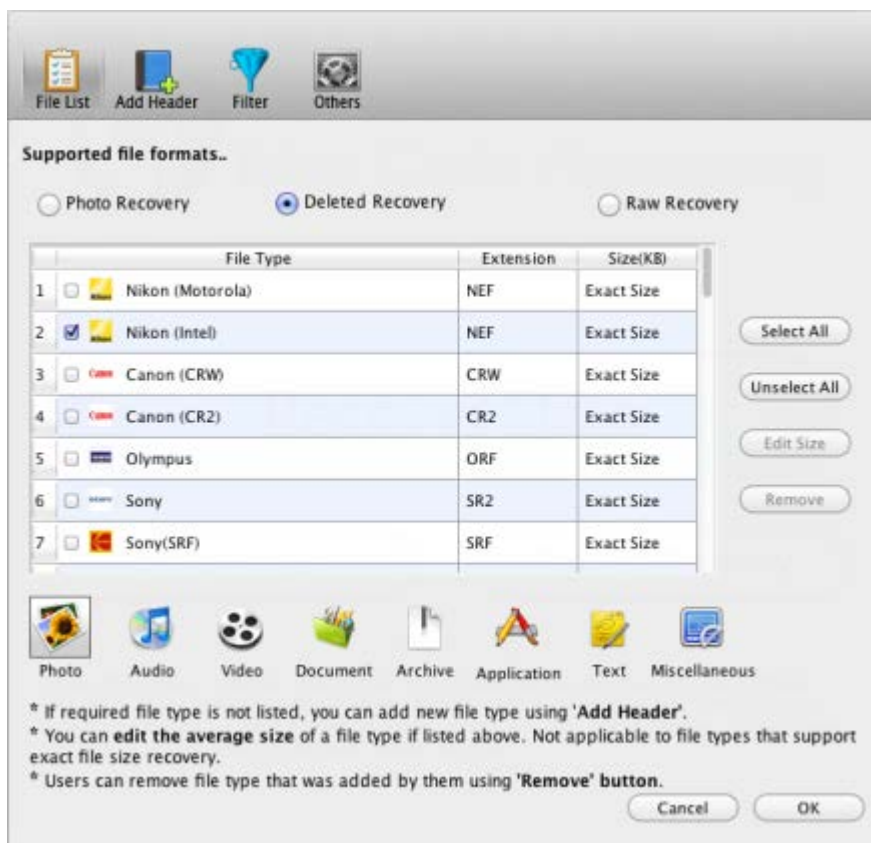 File List Add Header Filter Others
Supported file formats..
Photo Recovery Deleted Recovery Raw Recovery
File Type Extension Size(KB)
1 Nikon (Motorola) NEF Exact Size
2 Nikon (Intel) NEF Exact Size
3 Canon Canon (CRW) CRW Exact Size
4 Canon Canon (CR2) CR2 Exact Size
5 Olympus ORF Exact Size
6 Sony SR2 Exact Size
7 Sony(SRF) SRF Exact Size
Select All
Unselect All
Edit Size
Remove
Photo Audio Video Document Archive Application Text Miscellaneous
* If required file type is not listed, you can add new file type using 'Add Header'.
* You can edit the average size of a file type if listed above. Not applicable to file types that support
exact file size recovery.
* Users can remove file type that was added by them using 'Remove' button.
Cancel OK